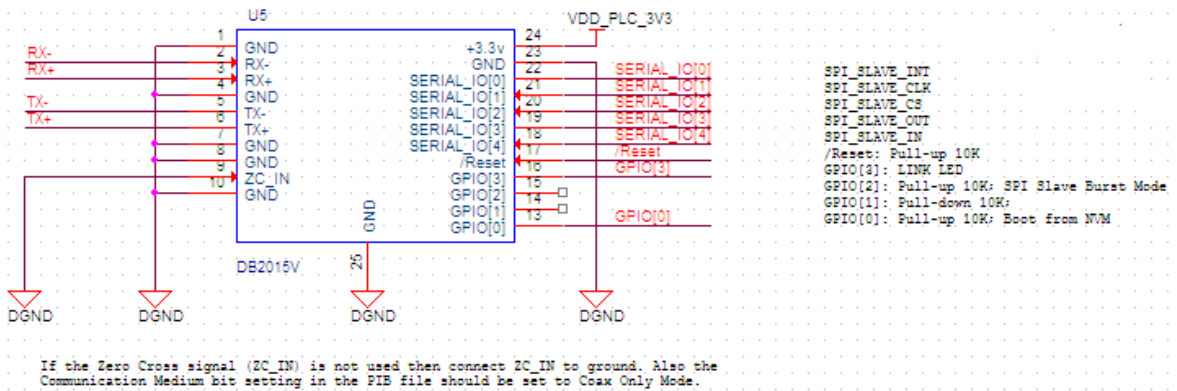 U5
VDD_PLC_3V3
1 GND
2 RX-
3 RX+
4 GND
5 TX-
6 TX+
7 GND
8 GND
9 ZC_IN
10 GND
RX-
RX+
TX-
TX+
+3.3v 24
GND 23
SERIAL_IO[0] 22 SERIAL_IO[0]
SERIAL_IO[1] 21 SERIAL_IO[1]
SERIAL_IO[2] 20 SERIAL_IO[2]
SERIAL_IO[3] 19 SERIAL_IO[3]
SERIAL_IO[4] 18 SERIAL_IO[4]
/Reset 17 /Reset
GPIO[3] 16 GPIO[3]
GPIO[2] 15
GPIO[1] 14
GPIO[0] 13 GPIO[0]
GND
25
DB2015V
DGND
DGND
DGND
DGND
SPI_SLAVE_INT
SPI_SLAVE_CLK
SPI_SLAVE_CS
SPI_SLAVE_OUT
SPI_SLAVE_IN
/Reset: Pull-up 10K
GPIO[3]: LINK LED
GPIO[2]: Pull-up 10K; SPI Slave Burst Mode
GPIO[1]: Pull-down 10K;
GPIO[0]: Pull-up 10K; Boot from NVM
If the Zero Cross signal (ZC_IN) is not used then connect ZC_IN to ground. Also the
Communication Medium bit setting in the PIB file should be set to Coax Only Mode.